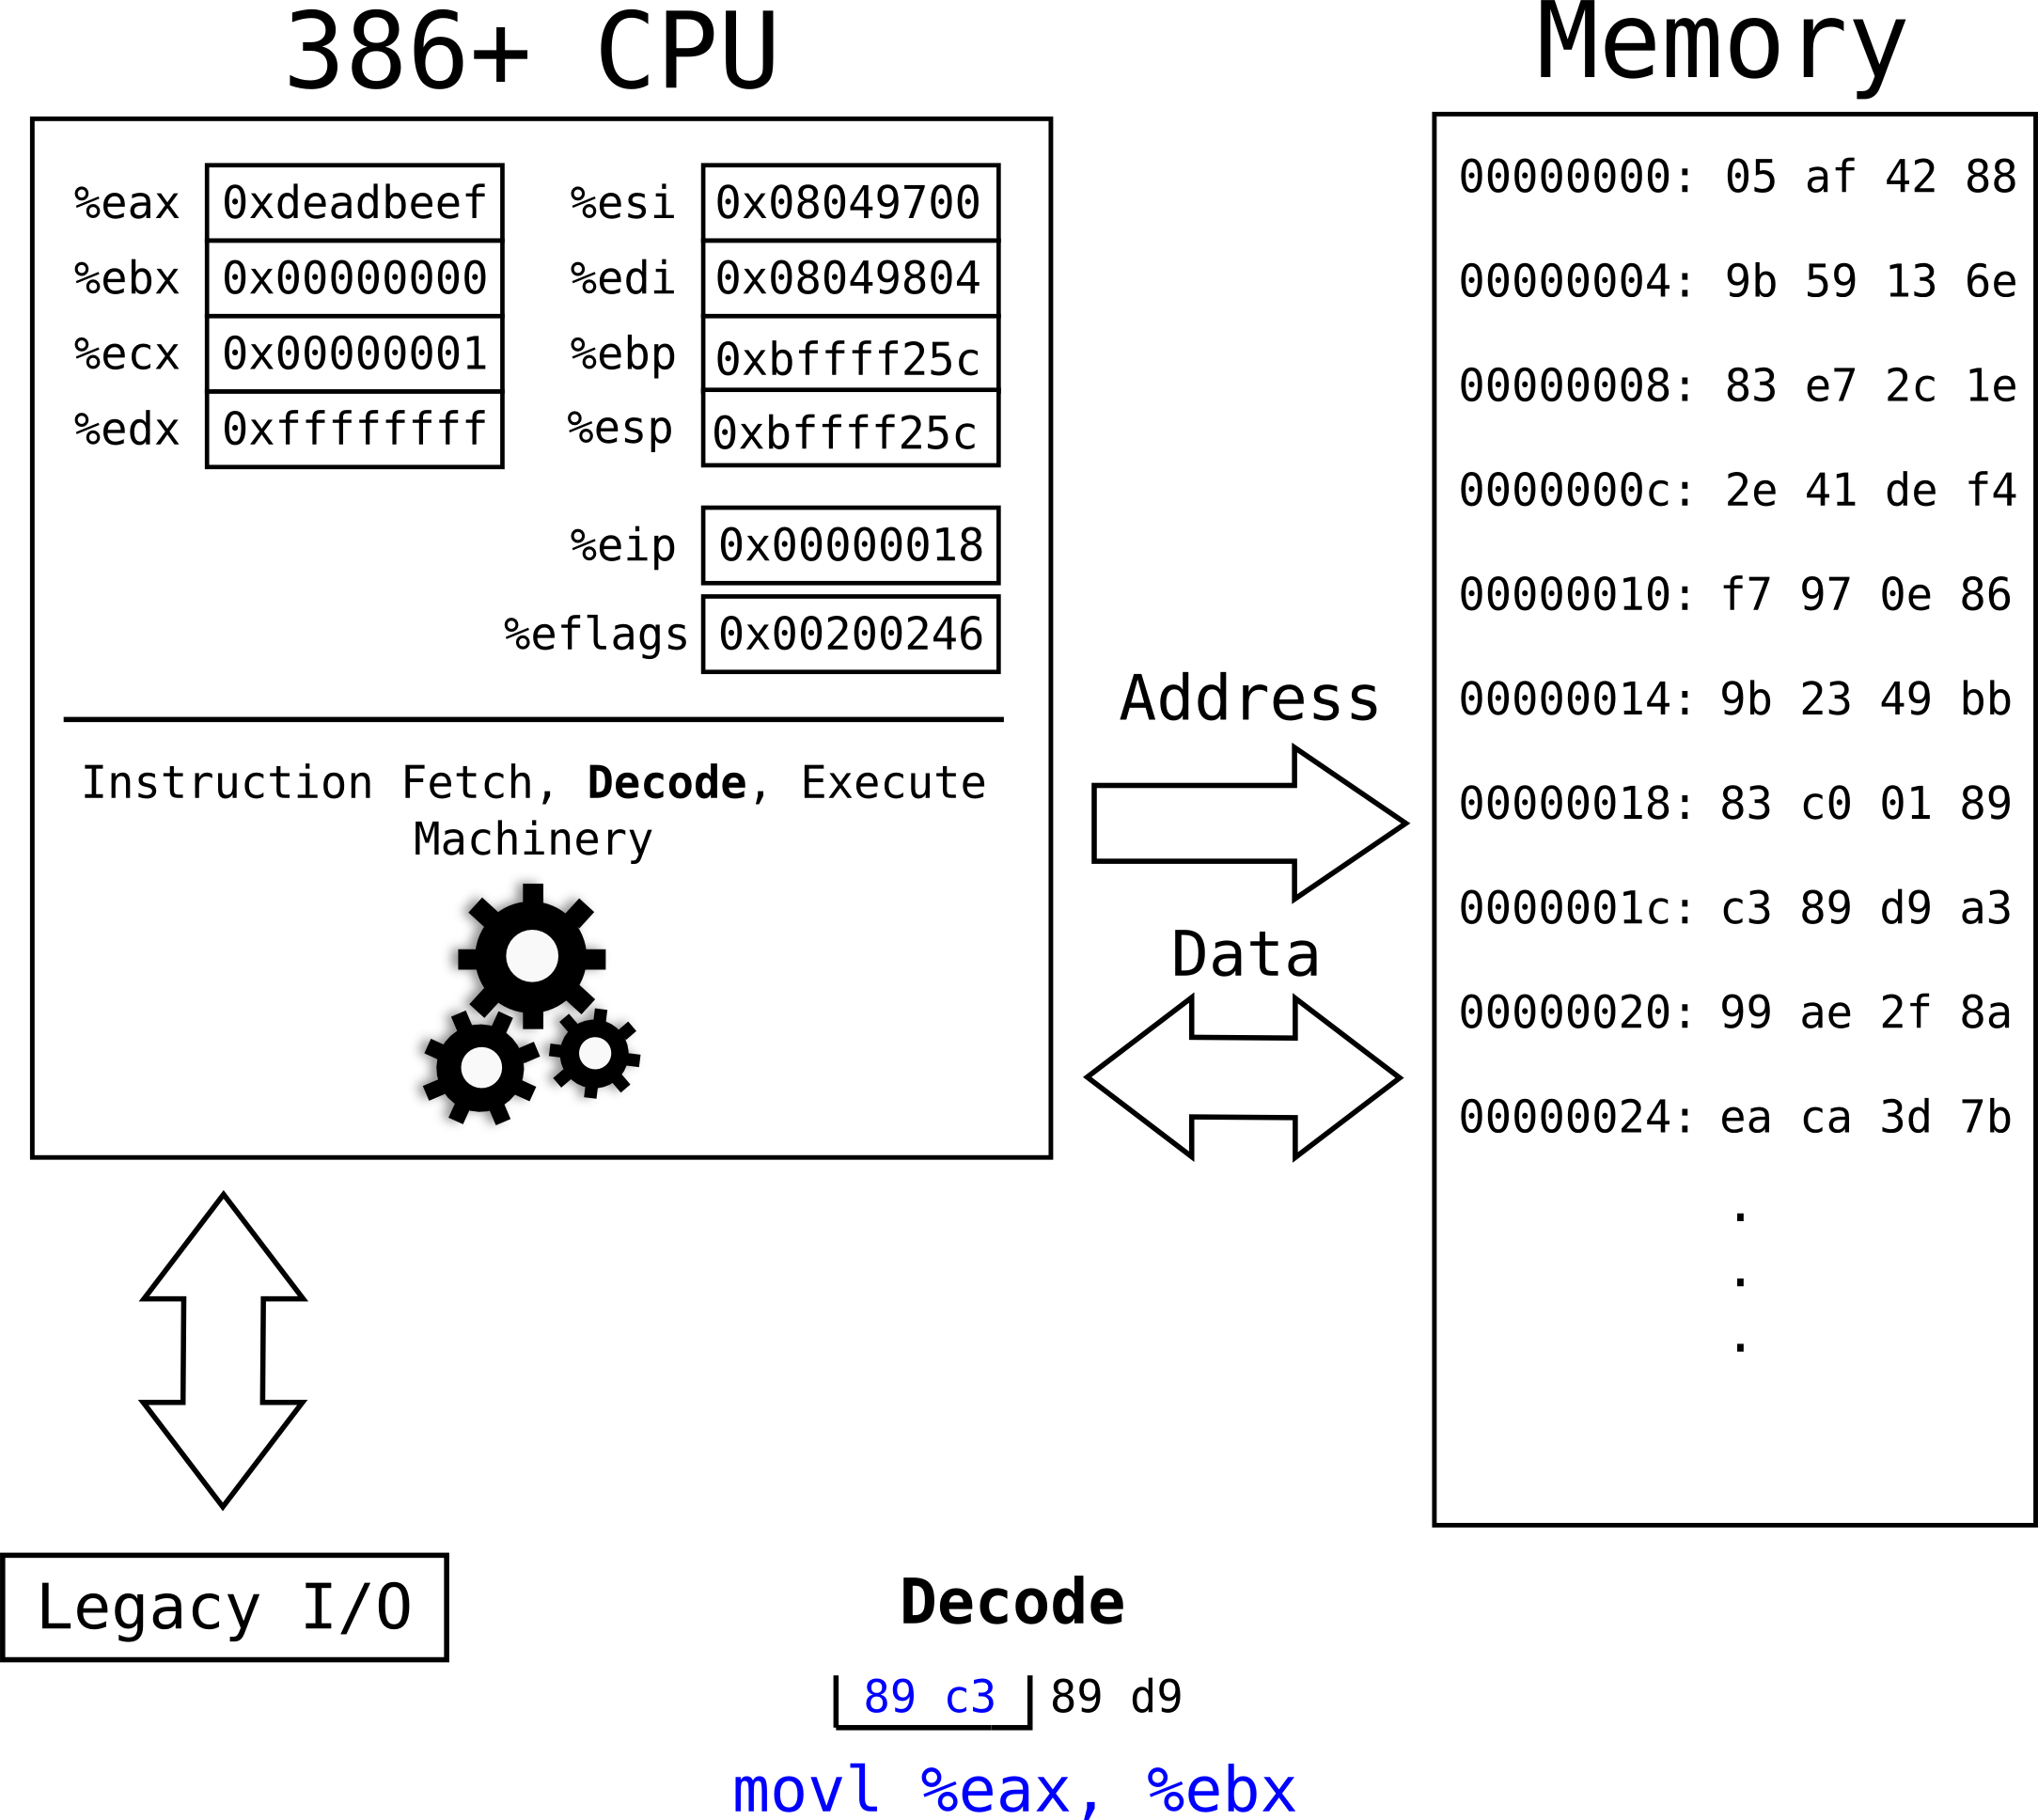 386+ CPU
%eax 0xdeadbeef %esi 0x08049700
%ebx 0x00000000 %edi 0x08049804
%ecx 0x00000001 %ebp 0xbffff25c
%edx 0xffffffff %esp 0xbffff25c
%eip 0x00000018
%eflags 0x00200246
Instruction Fetch, Decode, Execute
Machinery
Address
Data
Memory
00000000: 05 af 42 88
00000004: 9b 59 13 6e
00000008: 83 e7 2c 1e
0000000c: 2e 41 de f4
00000010: f7 97 0e 86
00000014: 9b 23 49 bb
00000018: 83 c0 01 89
0000001c: c3 89 d9 a3
00000020: 99 ae 2f 8a
00000024: ea ca 3d 7b
.
.
.
Legacy I/O
Decode
89 c3 89 d9
movl %eax, %ebx